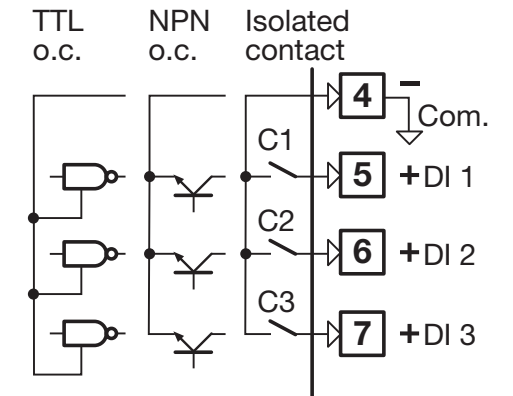 TTL o.c.
NPN o.c.
Isolated contact
4 − Com.
C1
5 +DI 1
C2
6 +DI 2
C3
7 +DI 3